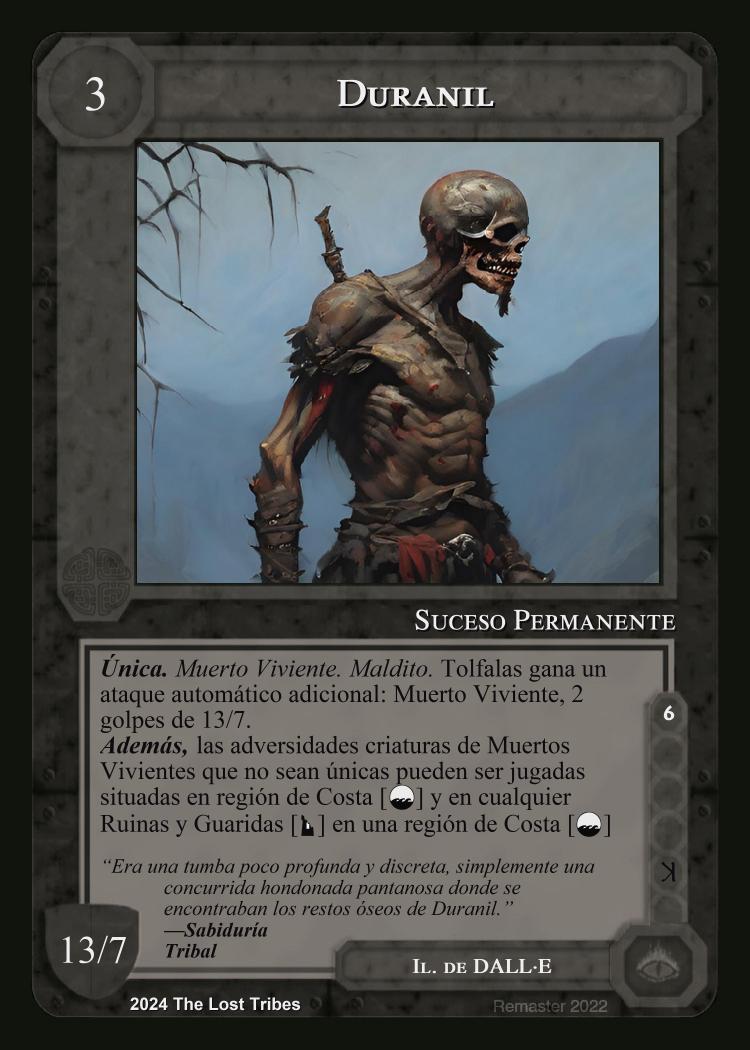 3
Duranil
Suceso Permanente
Única. Muerto Viviente. Maldito. Tolfalas gana un
ataque automático adicional: Muerto Viviente, 2
golpes de 13/7.
Además, las adversidades criaturas de Muertos
Vivientes que no sean únicas pueden ser jugadas
situadas en región de Costa [ ] y en cualquier
Ruinas y Guaridas [ ] en una región de Costa [ ]
6
“Era una tumba poco profunda y discreta, simplemente una
concurrida hondonada pantanosa donde se
encontraban los restos óseos de Duranil.”
—Sabiduría
Tribal
13/7
Il. de DALL·E
2024 The Lost Tribes
Remaster 2022